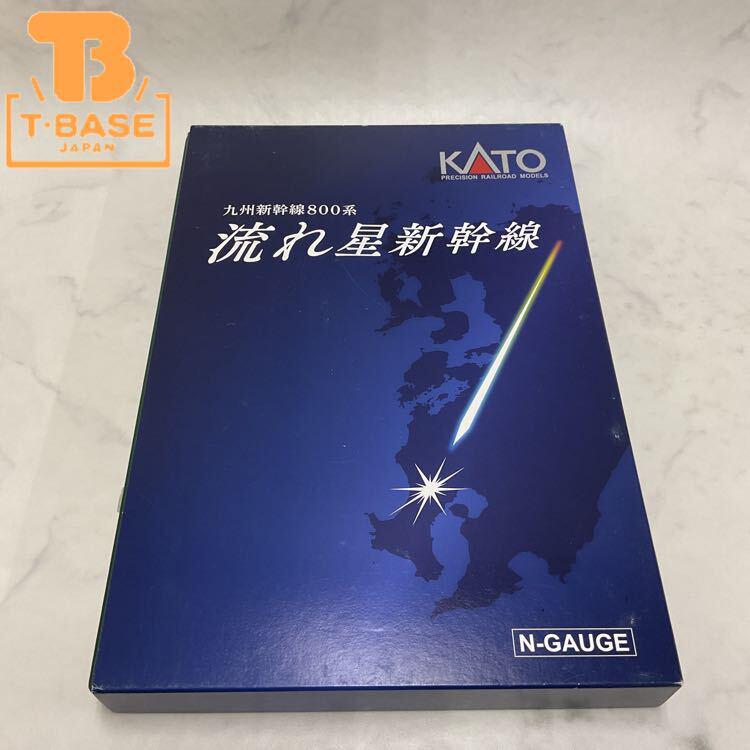 TB
T·BASE
JAPAN
KATO
PRECISION RAILROAD MODELS
九州新幹線800系
流れ星新幹線
N-GAUGE